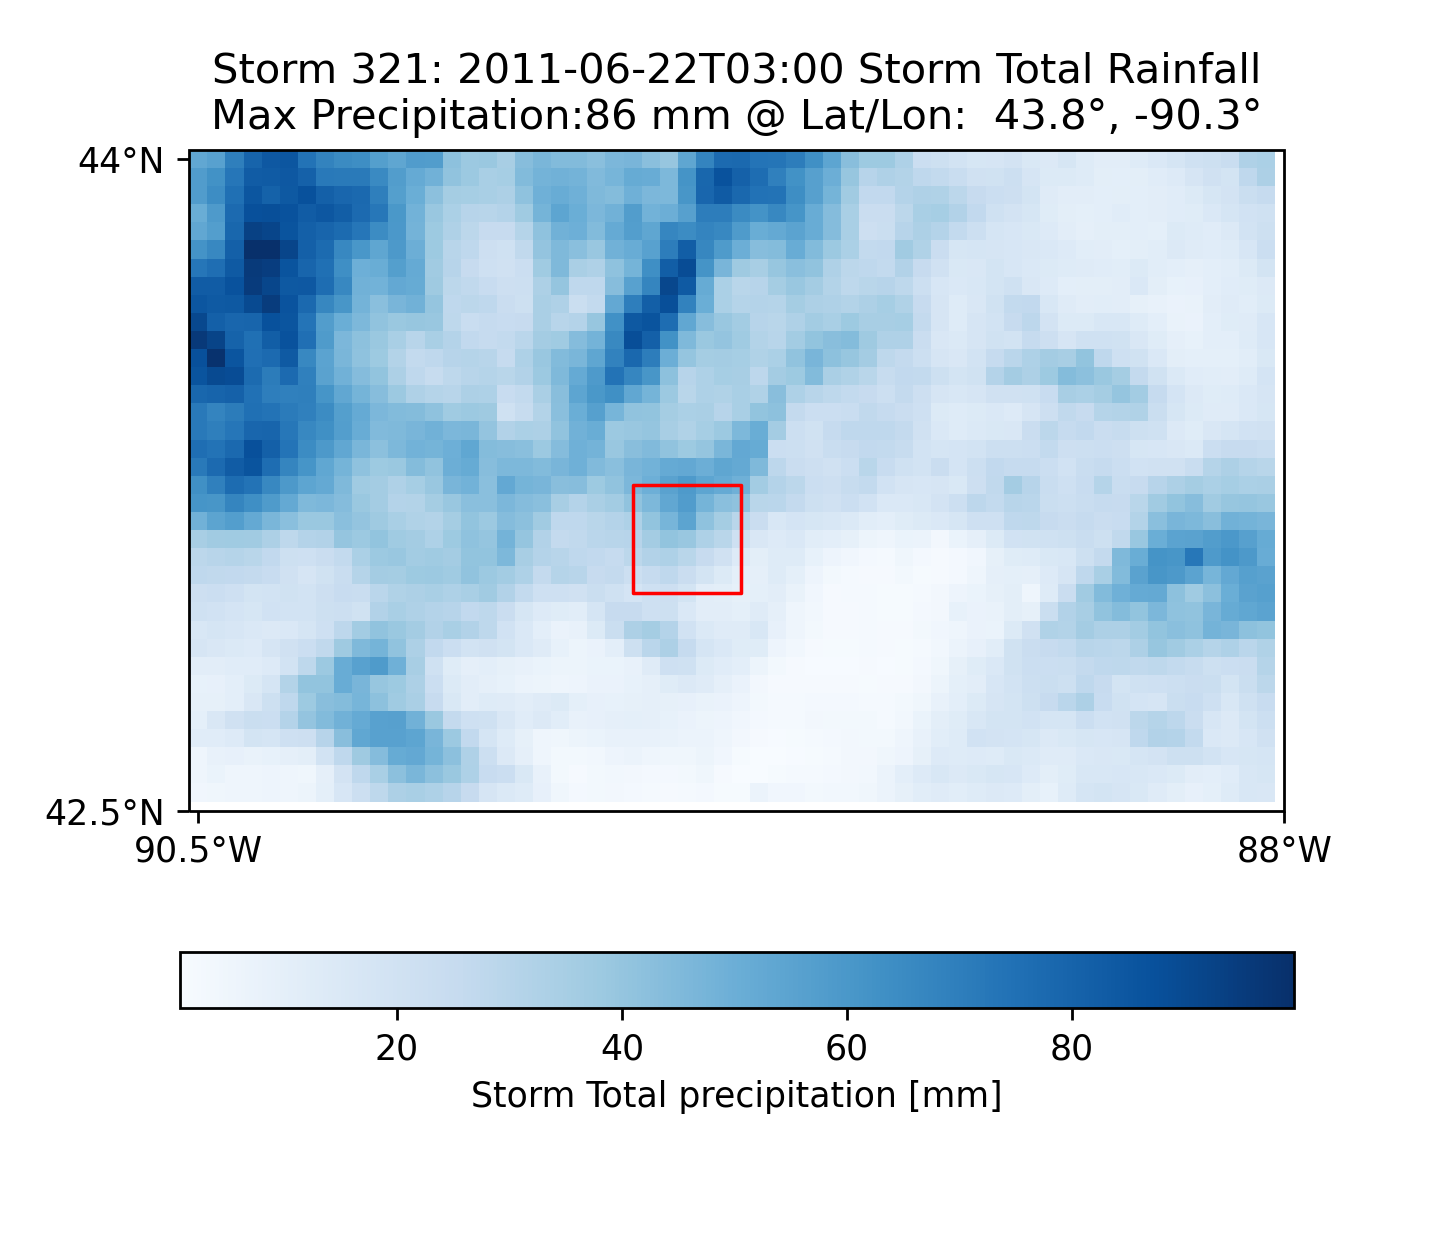 Storm 321: 2011-06-22T03:00 Storm Total Rainfall
Max Precipitation:86 mm @ Lat/Lon:  43.8°, -90.3°
44°N
42.5°N
90.5°W 88°W
20 40 60 80
Storm Total precipitation [mm]